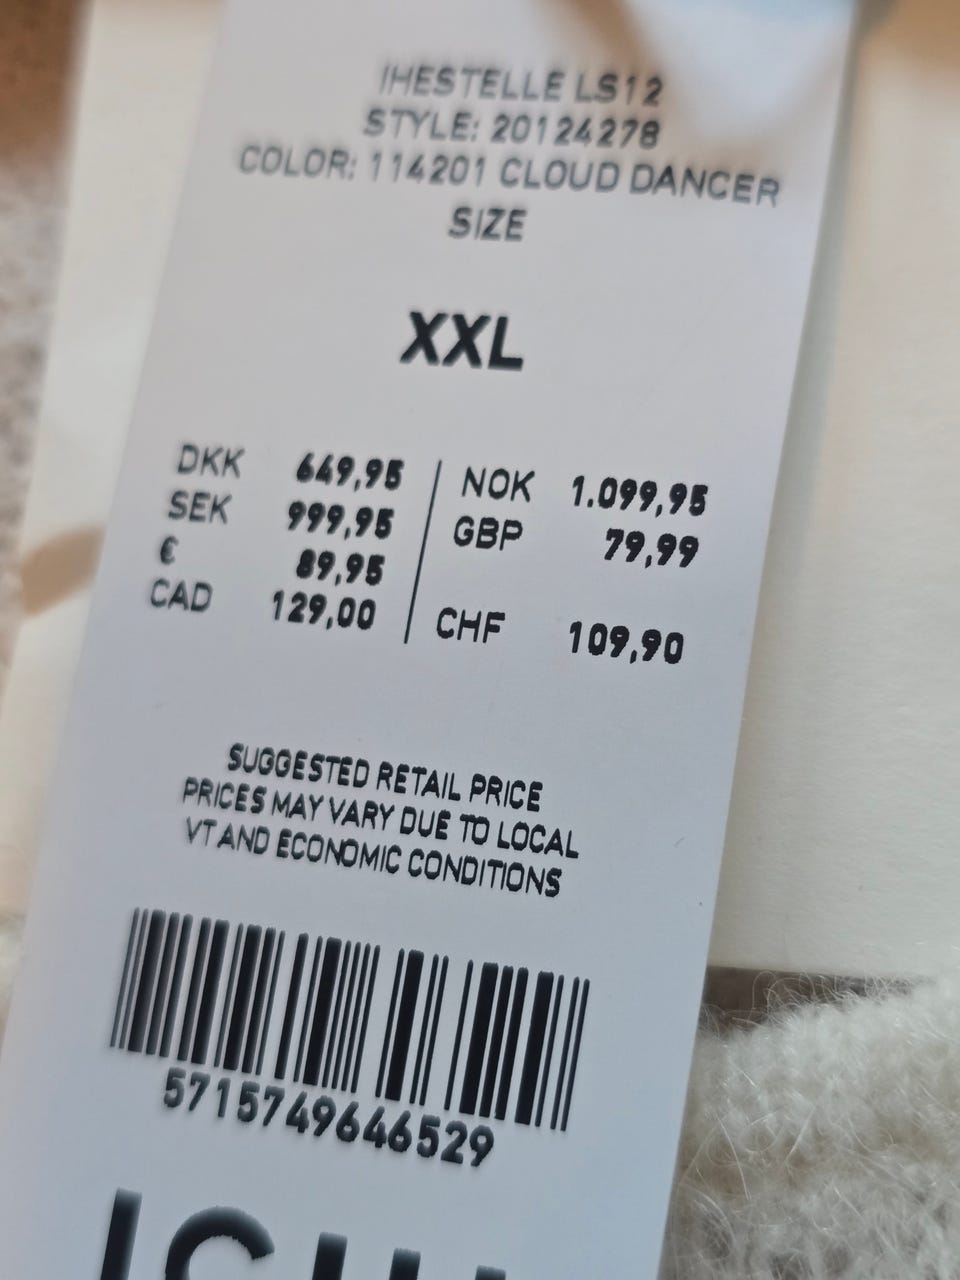 IHESTELLE LS12
STYLE: 20124278
COLOR: 114201 CLOUD DANCER
SIZE
XXL
DKK 649,95 NOK 1.099,95
SEK 999,95 GBP 79,99
€ 89,95
CAD 129,00 CHF 109,90
SUGGESTED RETAIL PRICE
PRICES MAY VARY DUE TO LOCAL
VT AND ECONOMIC CONDITIONS
5715749646529